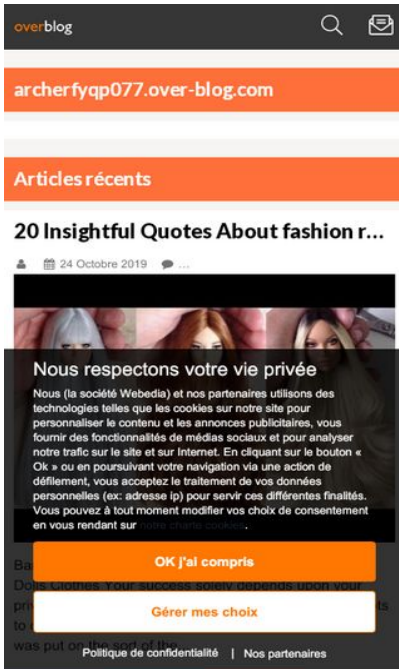 overblog
archerfyqp077.over-blog.com
Articles récents
20 Insightful Quotes About fashion r...
24 Octobre 2019 ...
Nous respectons votre vie privée
Nous (la société Webedia) et nos partenaires utilisons des
technologies telles que les cookies sur notre site pour
personnaliser le contenu et les annonces publicitaires, vous
fournir des fonctionnalités de médias sociaux et pour analyser
notre trafic sur le site et sur Internet. En cliquant sur le bouton «
Ok » ou en poursuivant votre navigation via une action de
défilement, vous acceptez le traitement de vos données
personnelles (ex: adresse ip) pour servir ces différentes finalités.
Vous pouvez à tout moment modifier vos choix de consentement
en vous rendant sur notre charte cookies.
OK j'ai compris
Dolls Clothes Your success solely depends upon your
Gérer mes choix
was put on the sort of the
Politique de confidentialité | Nos partenaires